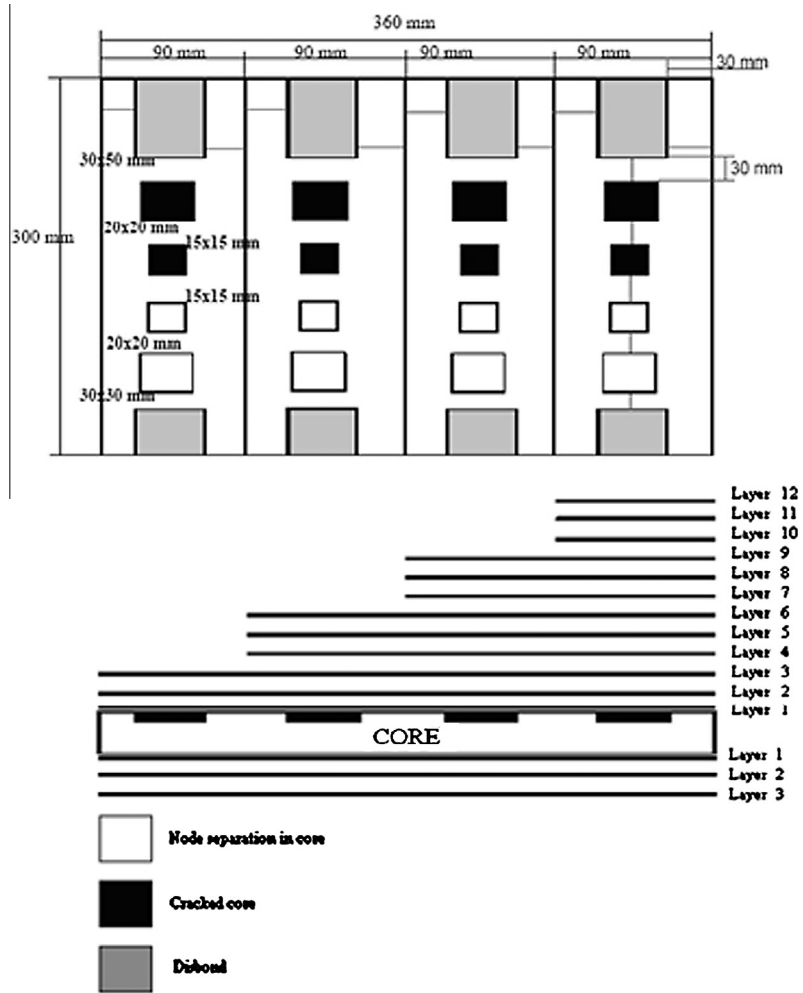 360 mm
90 mm 90 mm 90 mm 90 mm
30 mm
30x50 mm
30 mm
20x20 mm
300 mm
15x15 mm
15x15 mm
20x20 mm
30x30 mm
Layer 12
Layer 11
Layer 10
Layer 9
Layer 8
Layer 7
Layer 6
Layer 5
Layer 4
Layer 3
Layer 2
Layer 1
CORE
Layer 1
Layer 2
Layer 3
Node separation in core
Cracked core
Disbond